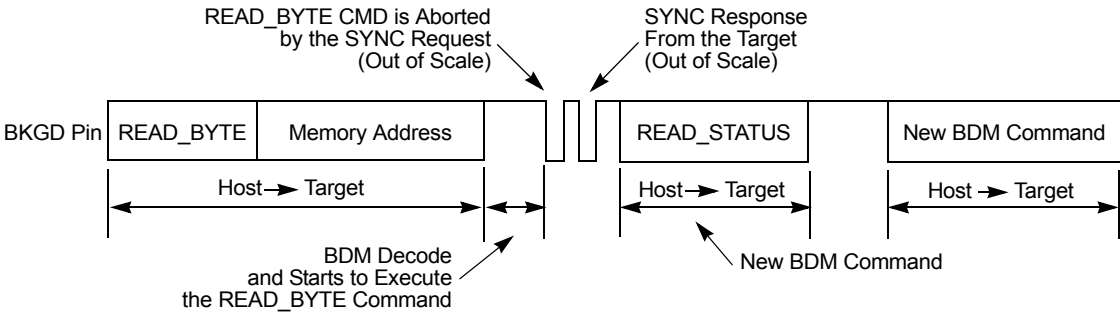 READ_BYTE CMD is Aborted
by the SYNC Request
(Out of Scale)
SYNC Response
From the Target
(Out of Scale)
BKGD Pin
READ_BYTE
Memory Address
READ_STATUS
New BDM Command
Host → Target
Host → Target
Host → Target
BDM Decode
and Starts to Execute
the READ_BYTE Command
New BDM Command